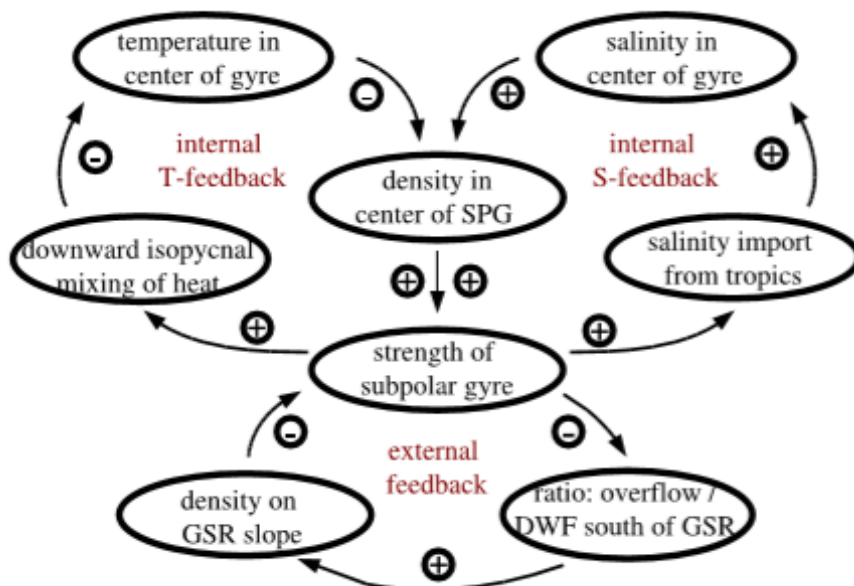 temperature in
center of gyre
salinity in
center of gyre
-
+
internal
T-feedback
internal
S-feedback
-
+
density in
center of SPG
downward isopycnal
mixing of heat
salinity import
from tropics
+ +
+
+
strength of
subpolar gyre
-
-
external
feedback
density on
GSR slope
ratio: overflow /
DWF south of GSR
+